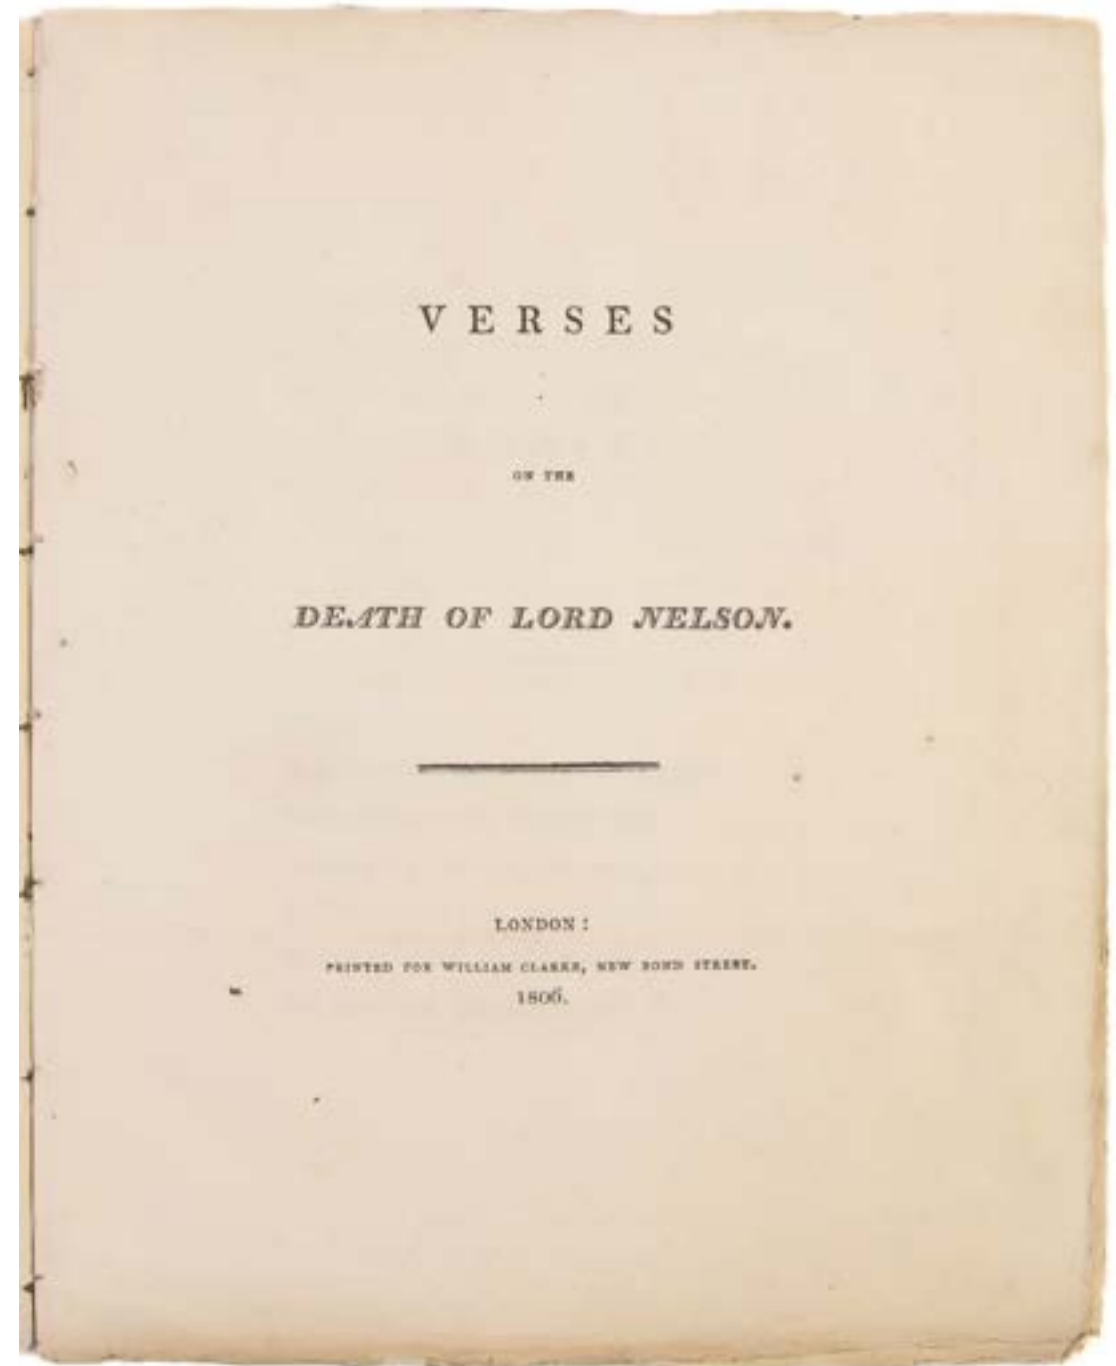 VERSES
ON THE
DEATH OF LORD NELSON.
LONDON:
PRINTED FOR WILLIAM CLARKE, NEW BOND STREET.
1806.